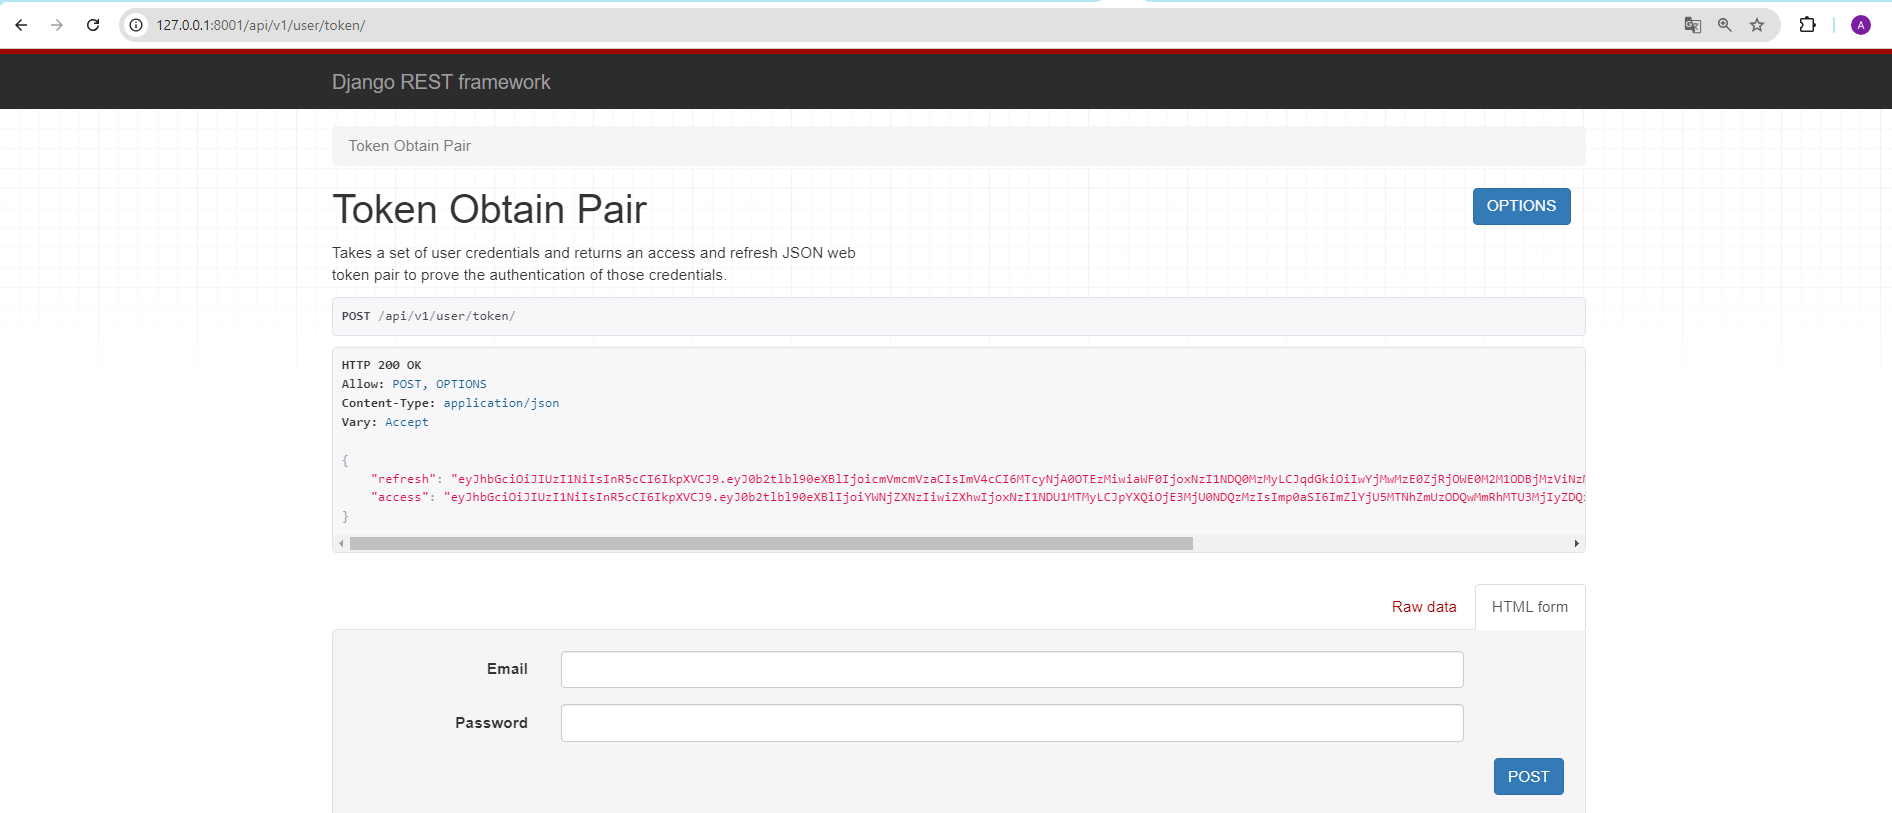 127.0.0.1:8001/api/v1/user/token/
A
Django REST framework
Token Obtain Pair
Token Obtain Pair
OPTIONS
Takes a set of user credentials and returns an access and refresh JSON web
token pair to prove the authentication of those credentials.
POST /api/v1/user/token/
HTTP 200 OK
Allow: POST, OPTIONS
Content-Type: application/json
Vary: Accept
{
"refresh": "eyJhbGciOiJIUzI1NiIsInR5cCI6IkpXVCJ9.eyJ0b2tlbl90eXBlIjoicmVmcmVzaCIsImV4cCI6MTcyNjA0OTEzMiwiaWF0IjoxNzI1NDQ0MzMyLCJqdGkiOiIwYjMwMzE0ZjRjOWE0M2M1ODBjMzViNz
"access": "eyJhbGciOiJIUzI1NiIsInR5cCI6IkpXVCJ9.eyJ0b2tlbl90eXBlIjoiYWNjZXNzIiwiZXhwIjoxNzI1NDU1MTMyLCJpYXQiOjE3MjU0NDQzMzIsImp0aSI6ImZlYjU5MTNhZmUzODQwMmRhMTU3MjIyZDQ
}
Raw data
HTML form
Email
Password
POST